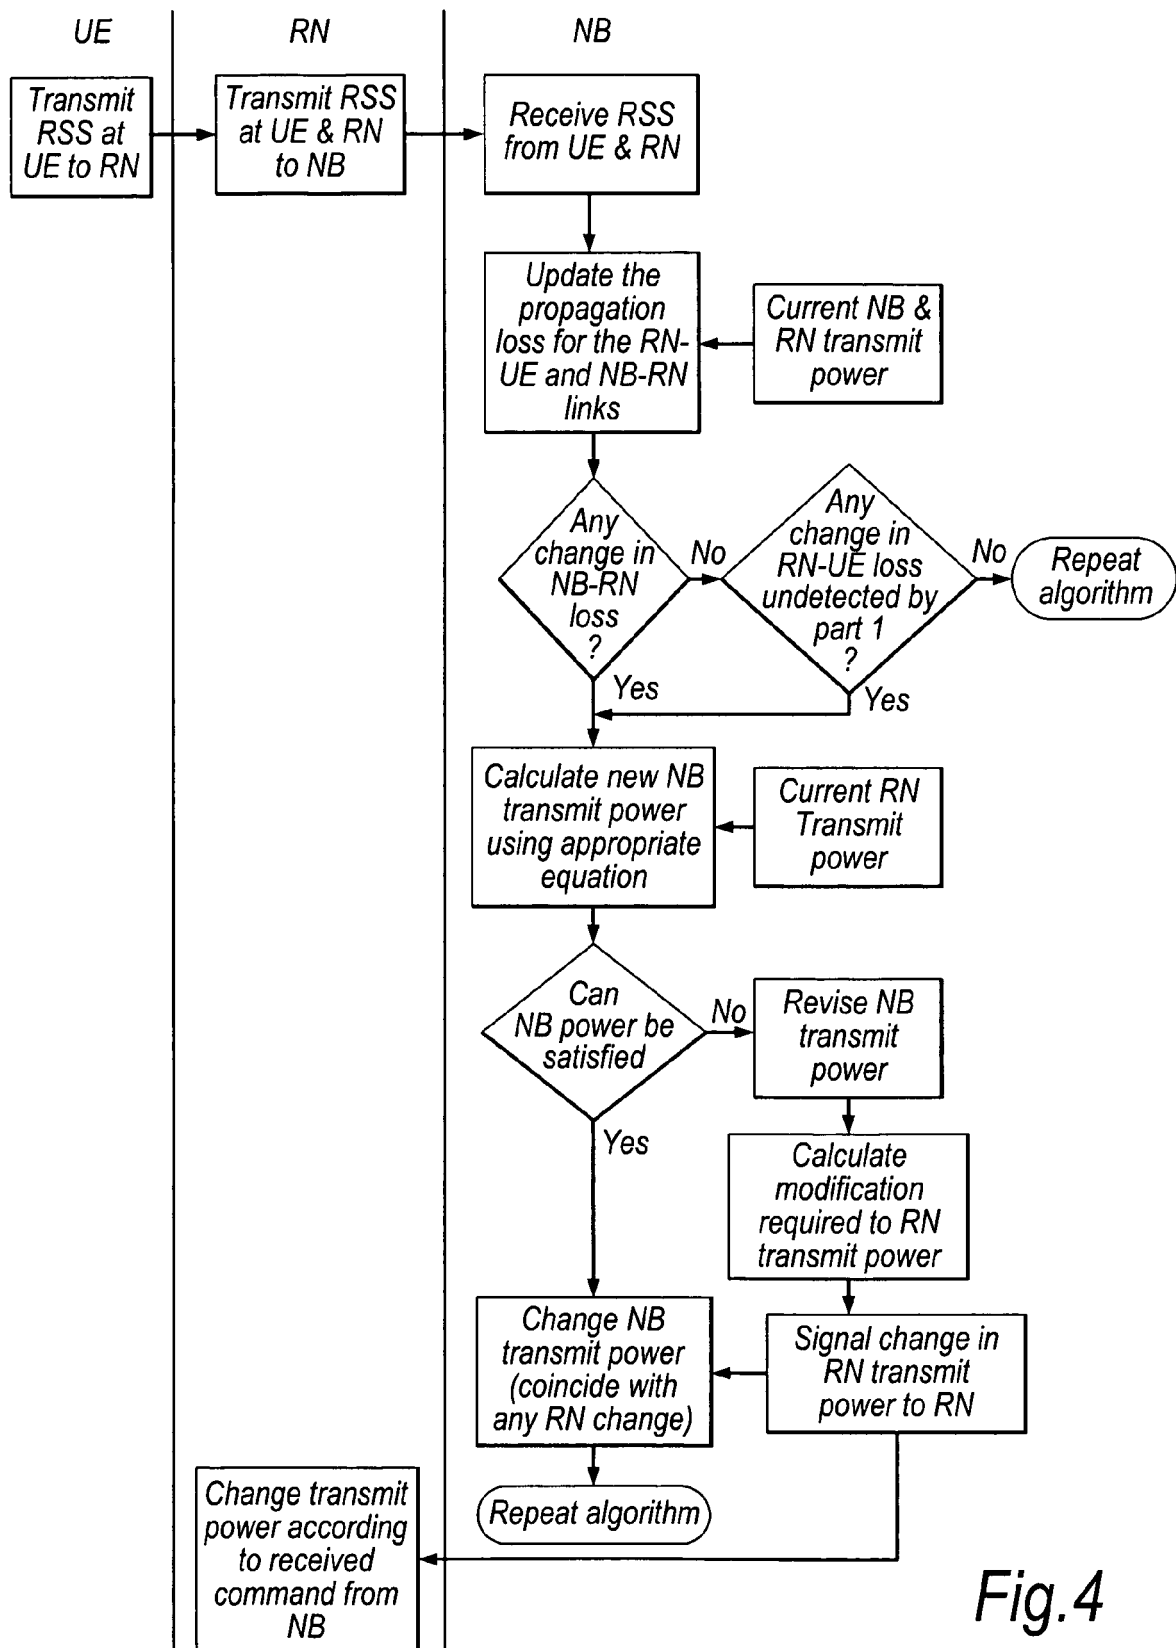 UE
RN
NB
Transmit
RSS at
UE to RN
Transmit RSS
at UE & RN
to NB
Receive RSS
from UE & RN
Update the
propagation
loss for the RN-
UE and NB-RN
links
Current NB &
RN transmit
power
Any
change in
NB-RN
loss
?
No
Any
change in
RN-UE loss
undetected by
part 1
?
No
Repeat
algorithm
Yes
Yes
Calculate new NB
transmit power
using appropriate
equation
Current RN
Transmit
power
Can
NB power be
satisfied
No
Revise NB
transmit
power
Yes
Calculate
modification
required to RN
transmit power
Change NB
transmit power
(coincide with
any RN change)
Signal change in
RN transmit
power to RN
Repeat algorithm
Change transmit
power according
to received
command from
NB
Fig.4